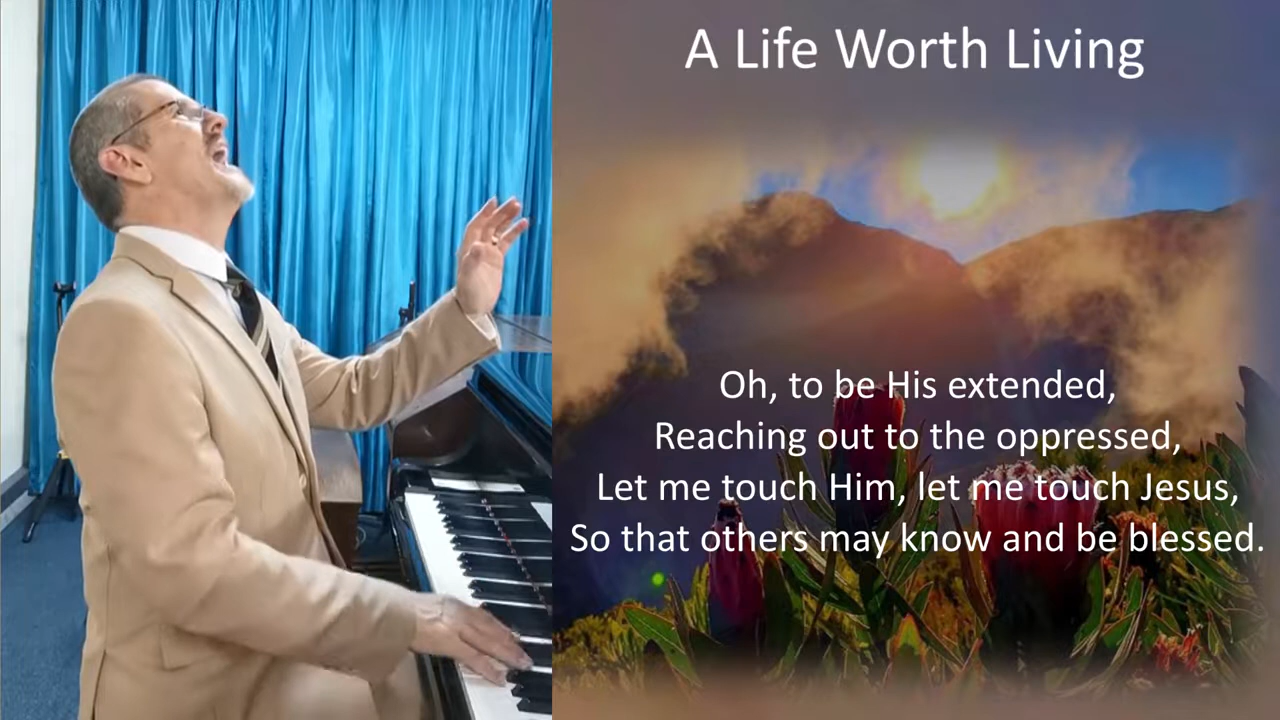 A Life Worth Living
Oh, to be His extended,
Reaching out to the oppressed,
Let me touch Him, let me touch Jesus,
So that others may know and be blessed.